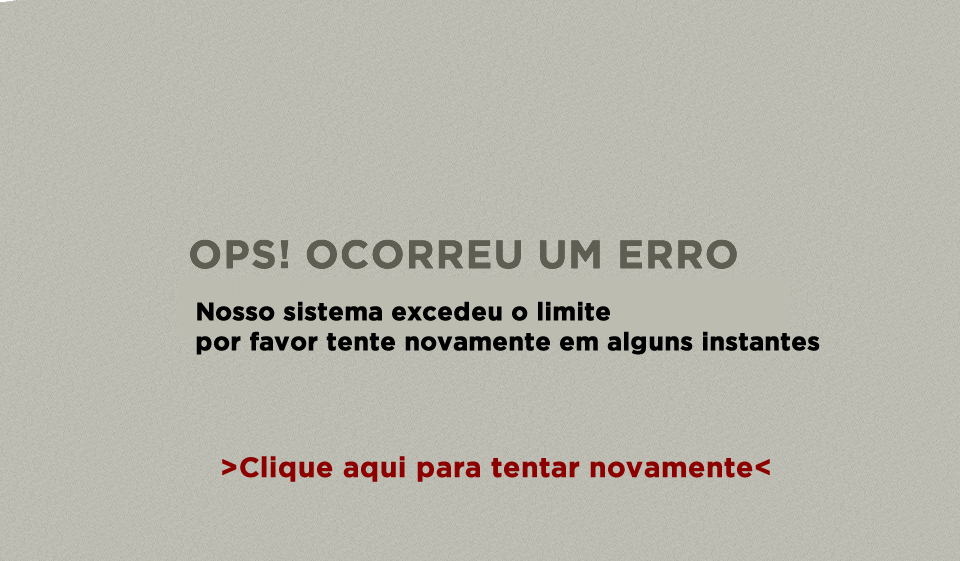 OPS! OCORREU UM ERRO
Nosso sistema excedeu o limite
por favor tente novamente em alguns instantes
>Clique aqui para tentar novamente<